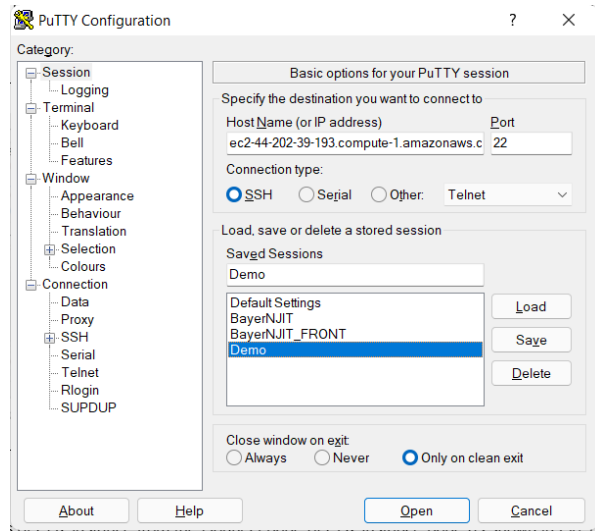 PuTTY Configuration
? ×
Category:
Session
Logging
Terminal
Keyboard
Bell
Features
Window
Appearance
Behaviour
Translation
Selection
Colours
Connection
Data
Proxy
SSH
Serial
Telnet
Rlogin
SUPDUP
Basic options for your PuTTY session
Specify the destination you want to connect to
Host Name (or IP address) Port
ec2-44-202-39-193.compute-1.amazonaws.c 22
Connection type:
SSH Serial Other: Telnet
Load, save or delete a stored session
Saved Sessions
Demo
Default Settings
BayerNJIT
BayerNJIT_FRONT
Demo
Load
Save
Delete
Close window on exit:
Always Never Only on clean exit
About Help Open Cancel